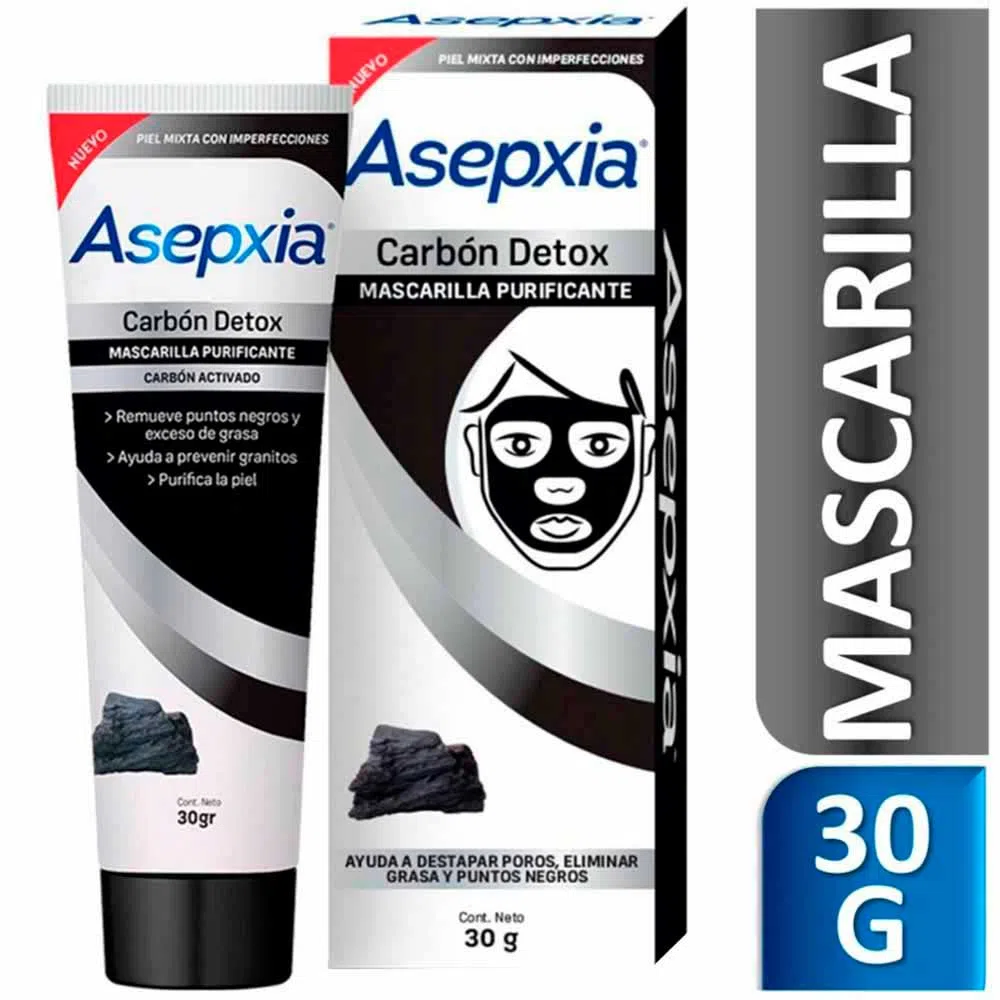 NUEVO
PIEL MIXTA CON IMPERFECCIONES
Asepxia®
Carbón Detox
MASCARILLA PURIFICANTE
CARBÓN ACTIVADO
> Remueve puntos negros y
exceso de grasa
> Ayuda a prevenir granitos
> Purifica la piel
Cont. Neto
30gr
Asepxia
NUEVO
PIEL MIXTA CON IMPERFECCIONES
Asepxia®
Carbón Detox
MASCARILLA PURIFICANTE
AYUDA A DESTAPAR POROS, ELIMINAR
GRASA Y PUNTOS NEGROS
Cont. Neto
30 g
Asepxia
MASCARILLA
30
G